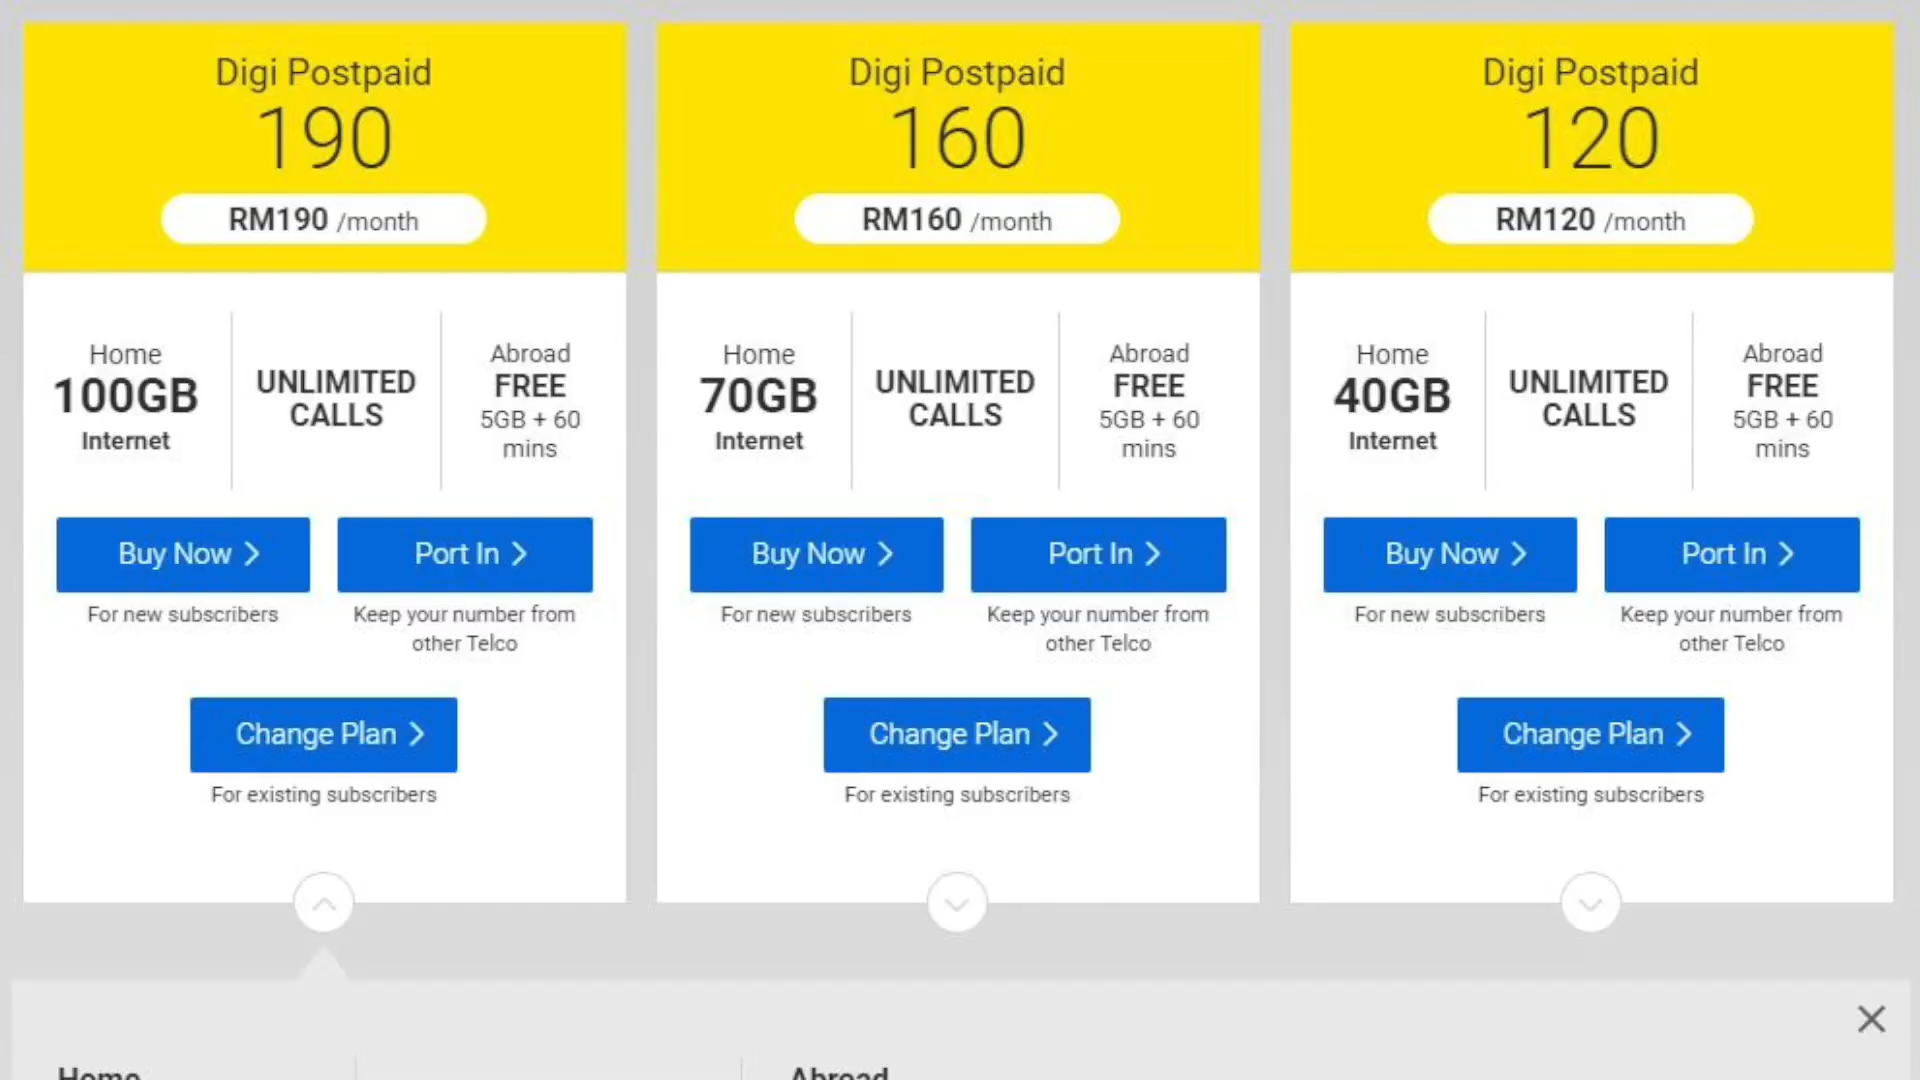 Digi Postpaid
190
RM190 /month
Home
100GB
Internet
UNLIMITED
CALLS
Abroad
FREE
5GB + 60
mins
Buy Now
For new subscribers
Port In
Keep your number from
other Telco
Change Plan
For existing subscribers
Digi Postpaid
160
RM160 /month
Home
70GB
Internet
UNLIMITED
CALLS
Abroad
FREE
5GB + 60
mins
Buy Now
For new subscribers
Port In
Keep your number from
other Telco
Change Plan
For existing subscribers
Digi Postpaid
120
RM120 /month
Home
40GB
Internet
UNLIMITED
CALLS
Abroad
FREE
5GB + 60
mins
Buy Now
For new subscribers
Port In
Keep your number from
other Telco
Change Plan
For existing subscribers
Home
Abroad